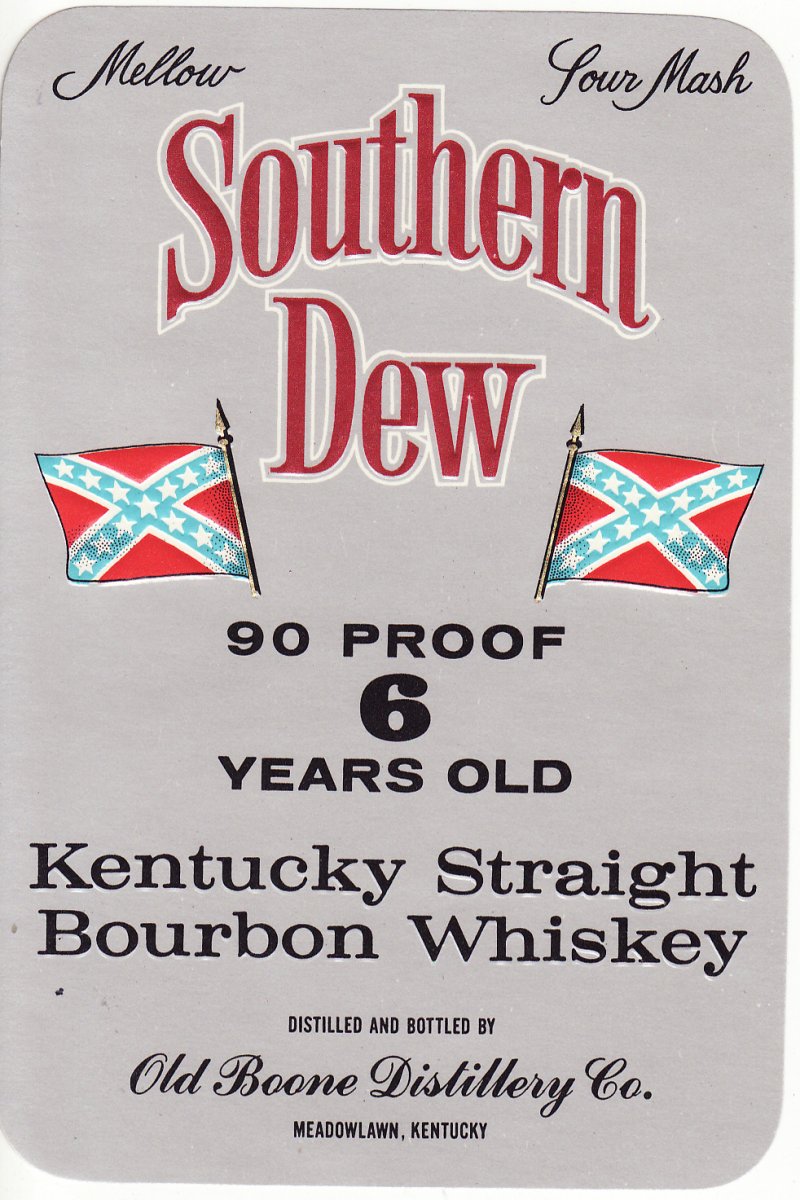 Mellow Sour Mash
Southern
Dew
90 PROOF
6
YEARS OLD
Kentucky Straight
Bourbon Whiskey
DISTILLED AND BOTTLED BY
Old Boone Distillery Co.
MEADOWLAWN, KENTUCKY